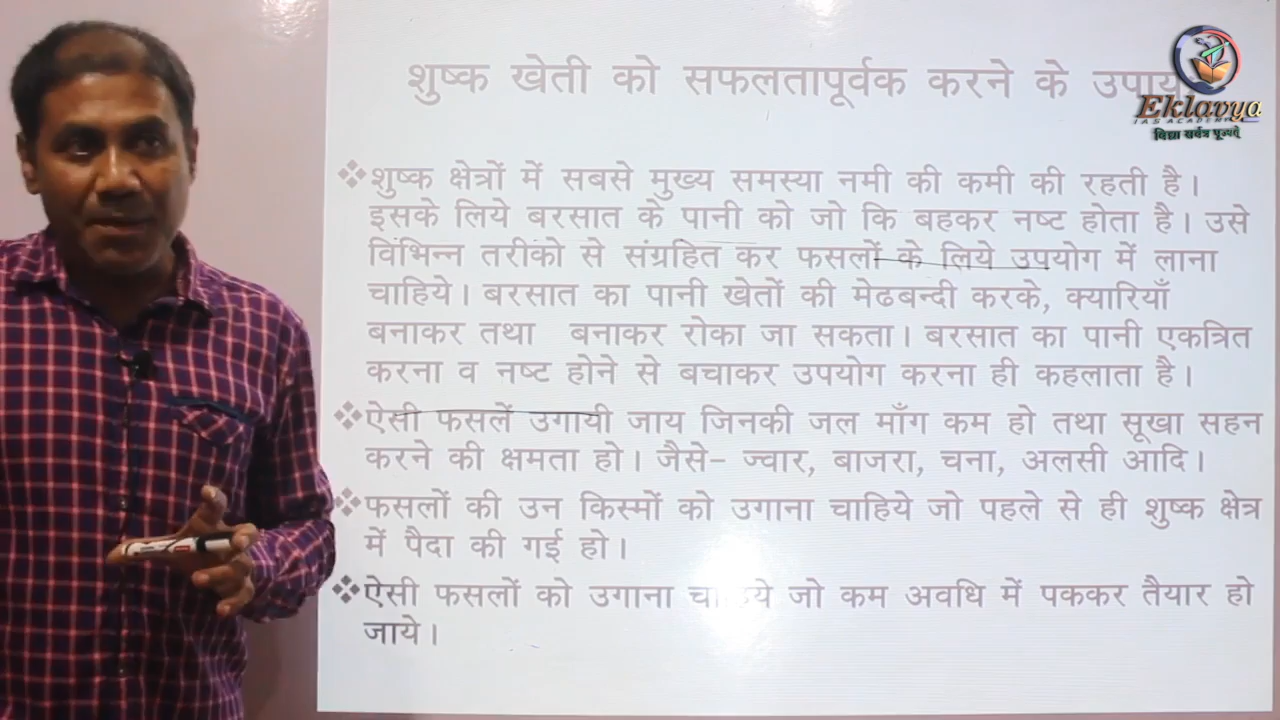 शुष्क खेती को सफलतापूर्वक करने के उपाय
Eklavya
IAS ACADEMY
विद्या सर्वत्र पूज्यते
❖शुष्क क्षेत्रों में सबसे मुख्य समस्या नमी की कमी की रहती है।
इसके लिये बरसात के पानी को जो कि बहकर नष्ट होता है। उसे
विभिन्न तरीको से संग्रहित कर फसलों के लिये उपयोग में लाना
चाहिये। बरसात का पानी खेतों की मेढबन्दी करके, क्यारियाँ
बनाकर तथा बनाकर रोका जा सकता। बरसात का पानी एकत्रित
करना व नष्ट होने से बचाकर उपयोग करना ही कहलाता है।
❖ऐसी फसलें उगायी जाय जिनकी जल माँग कम हो तथा सूखा सहन
करने की क्षमता हो। जैसे– ज्वार, बाजरा, चना, अलसी आदि।
❖फसलों की उन किस्मों को उगाना चाहिये जो पहले से ही शुष्क क्षेत्र
में पैदा की गई हो।
❖ऐसी फसलों को उगाना चाहिये जो कम अवधि में पककर तैयार हो
जाये।